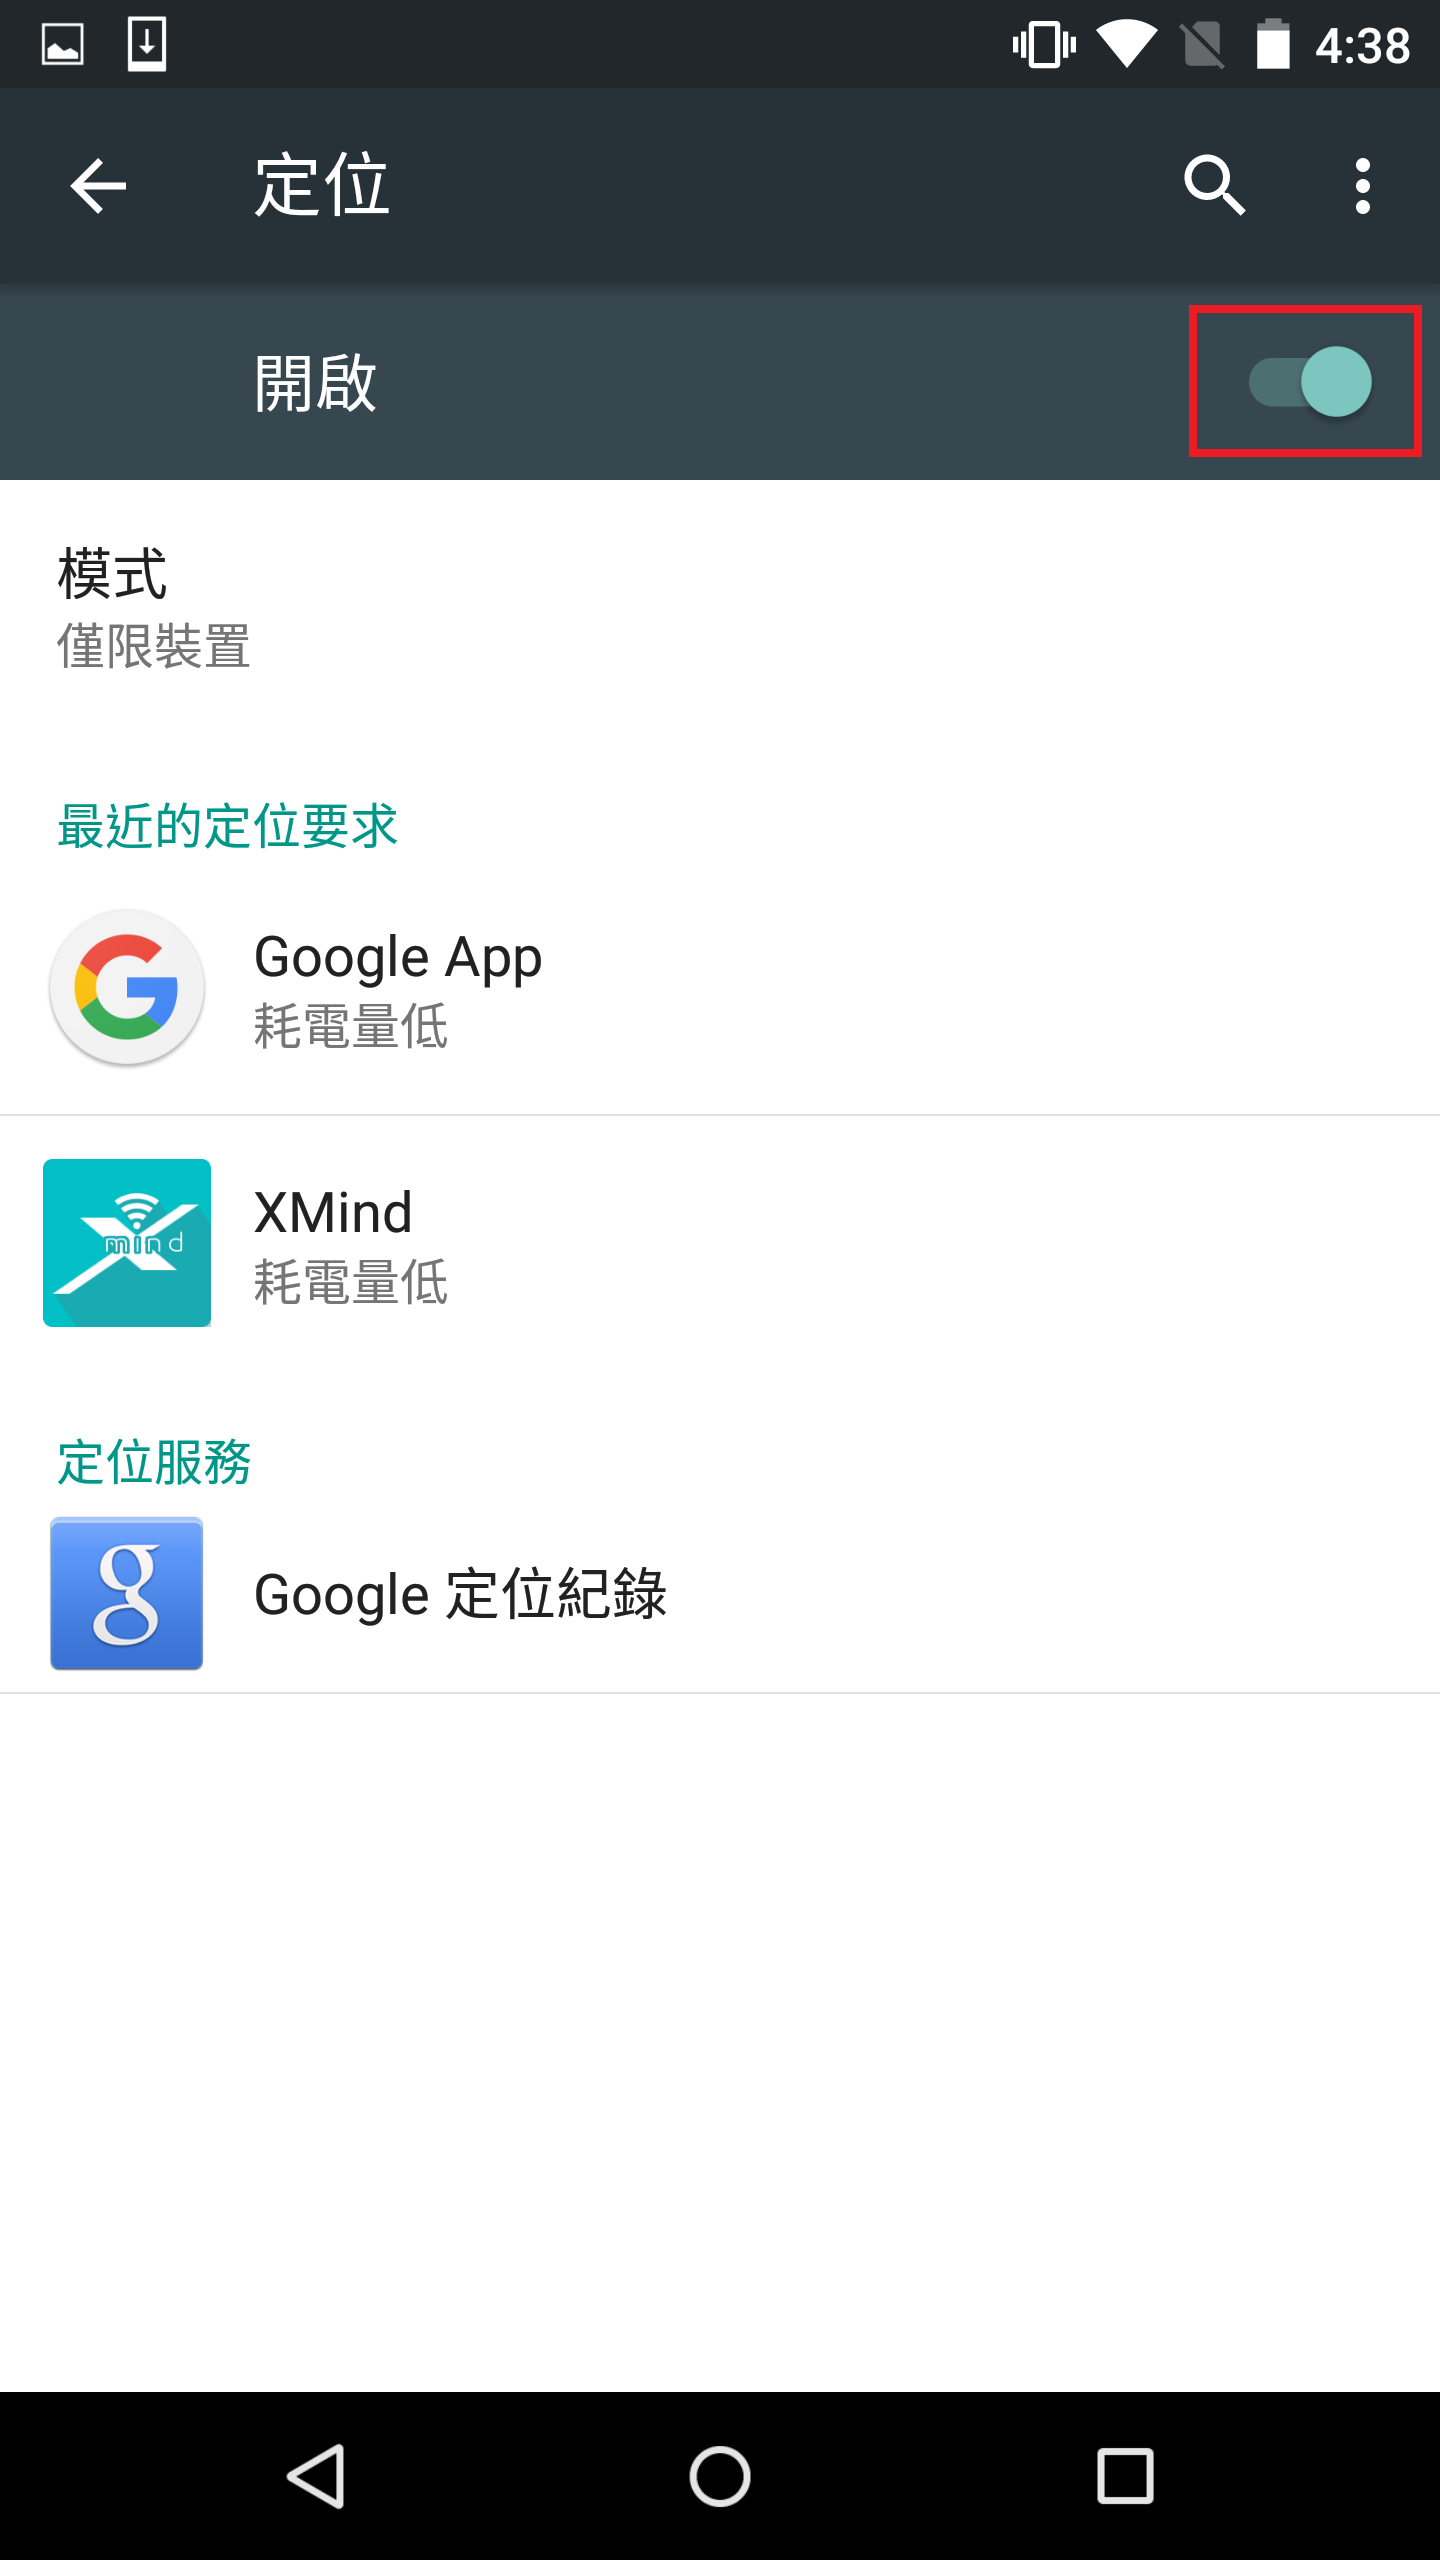 4:38
定位
開啟
模式
僅限裝置
最近的定位要求
Google App
耗電量低
mind
XMind
耗電量低
定位服務
g
Google 定位紀錄